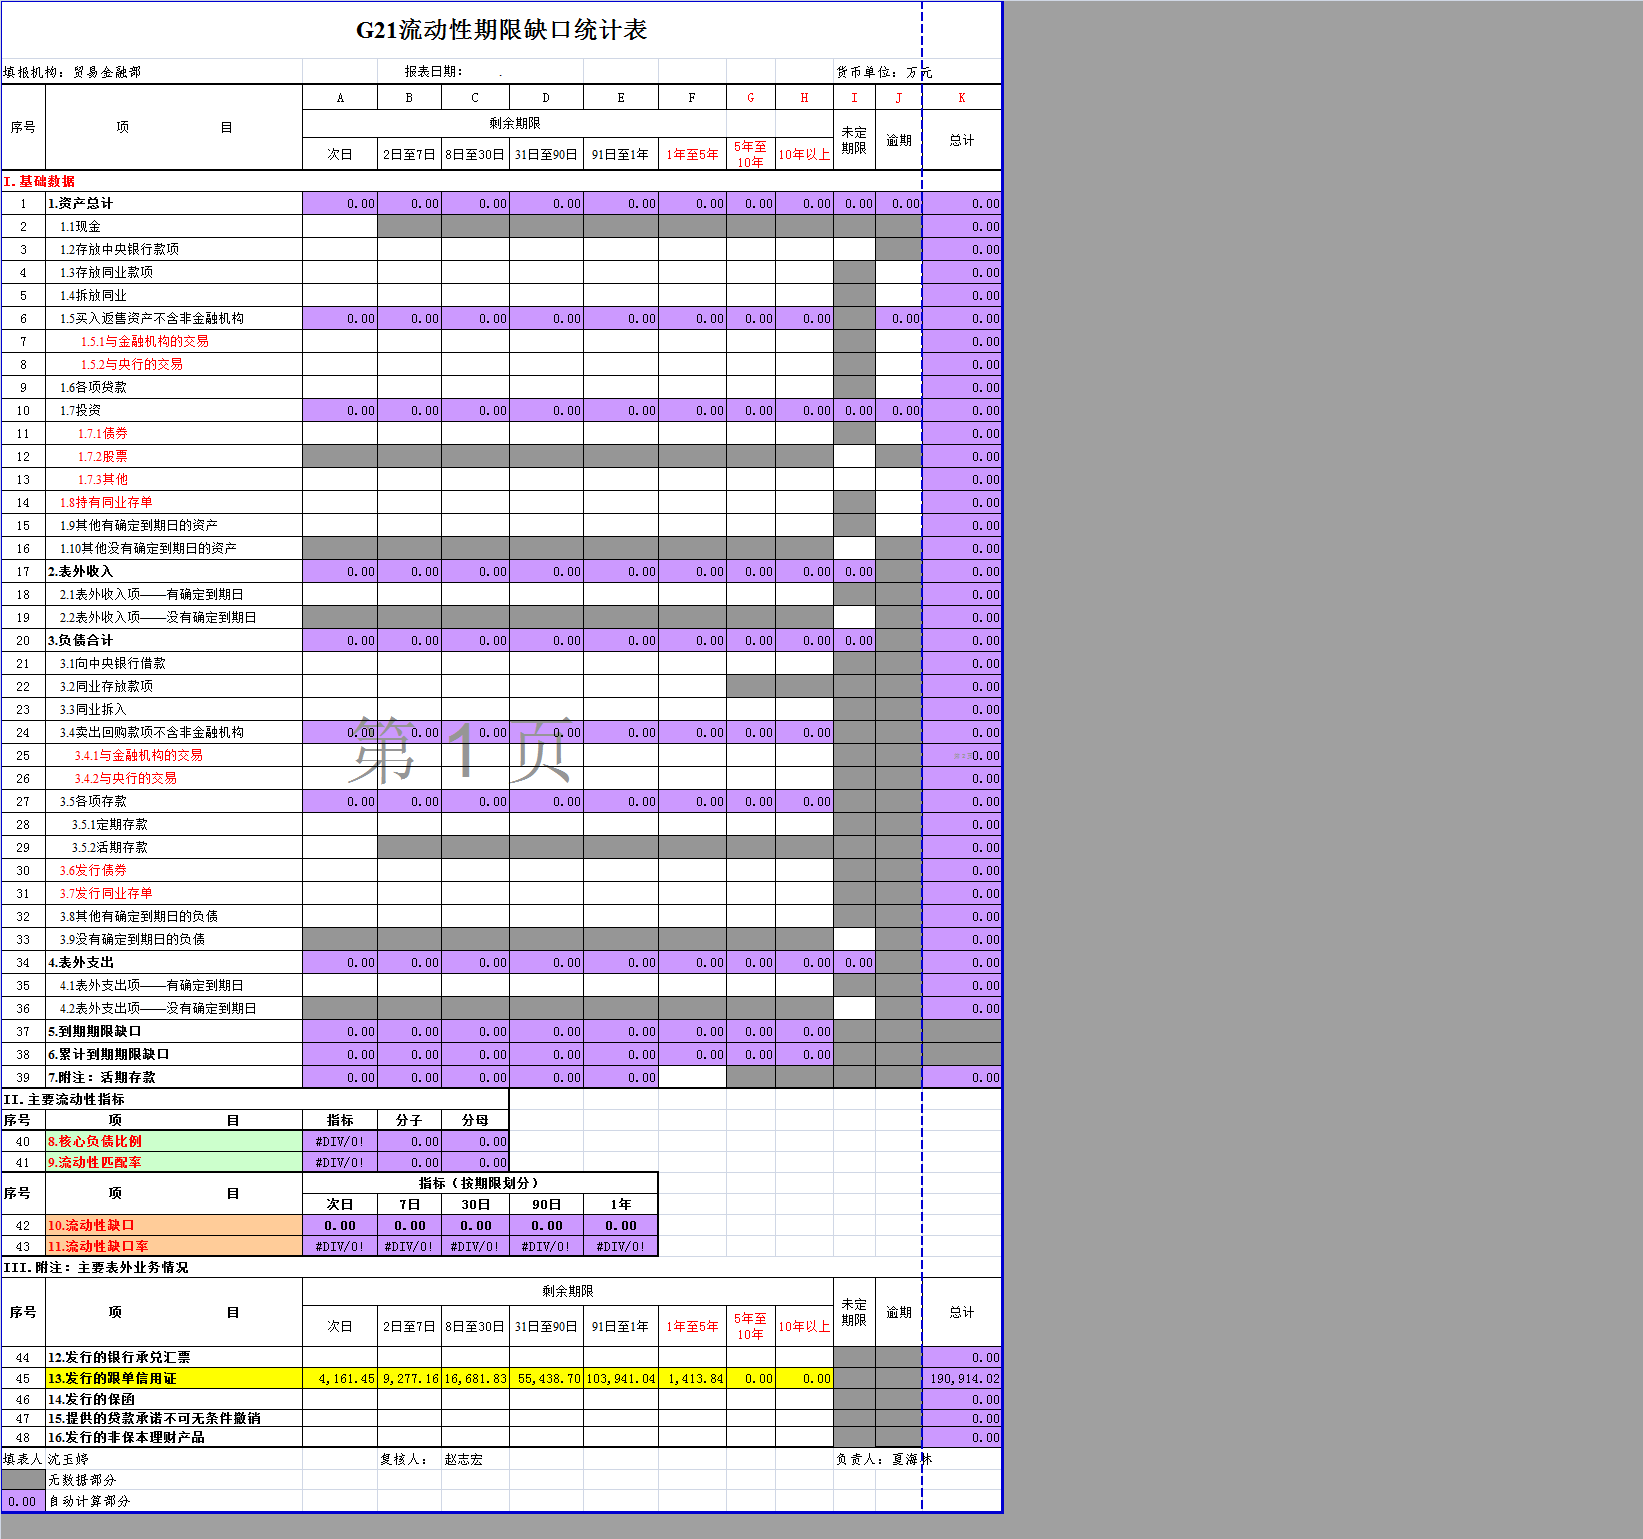 G21流动性期限缺口统计表
填报机构：贸易金融部 报表日期： . 货币单位：万元
A B C D E F G H I J K
序号 项 目 剩余期限 未定期限 逾期 总计
次日 2日至7日 8日至30日 31日至90日 91日至1年 1年至5年 5年至10年 10年以上
I.基础数据
1 1.资产总计 0.00 0.00 0.00 0.00 0.00 0.00 0.00 0.00 0.00 0.00 0.00
2 1.1现金 0.00
3 1.2存放中央银行款项 0.00
4 1.3存放同业款项 0.00
5 1.4拆放同业 0.00
6 1.5买入返售资产不含非金融机构 0.00 0.00 0.00 0.00 0.00 0.00 0.00 0.00 0.00 0.00
7 1.5.1与金融机构的交易 0.00
8 1.5.2与央行的交易 0.00
9 1.6各项贷款 0.00
10 1.7投资 0.00 0.00 0.00 0.00 0.00 0.00 0.00 0.00 0.00 0.00 0.00
11 1.7.1债券 0.00
12 1.7.2股票 0.00
13 1.7.3其他 0.00
14 1.8持有同业存单 0.00
15 1.9其他有确定到期日的资产 0.00
16 1.10其他没有确定到期日的资产 0.00
17 2.表外收入 0.00 0.00 0.00 0.00 0.00 0.00 0.00 0.00 0.00 0.00
18 2.1表外收入项——有确定到期日 0.00
19 2.2表外收入项——没有确定到期日 0.00
20 3.负债合计 0.00 0.00 0.00 0.00 0.00 0.00 0.00 0.00 0.00 0.00
21 3.1向中央银行借款 0.00
22 3.2同业存放款项 0.00
23 3.3同业拆入 0.00
24 3.4卖出回购款项不含非金融机构 0.00 0.00 0.00 0.00 0.00 0.00 0.00 0.00 0.00
第 1 页
25 3.4.1与金融机构的交易 0.00
26 3.4.2与央行的交易 0.00
27 3.5各项存款 0.00 0.00 0.00 0.00 0.00 0.00 0.00 0.00 0.00
28 3.5.1定期存款 0.00
29 3.5.2活期存款 0.00
30 3.6发行债券 0.00
31 3.7发行同业存单 0.00
32 3.8其他有确定到期日的负债 0.00
33 3.9没有确定到期日的负债 0.00
34 4.表外支出 0.00 0.00 0.00 0.00 0.00 0.00 0.00 0.00 0.00 0.00
35 4.1表外支出项——有确定到期日 0.00
36 4.2表外支出项——没有确定到期日 0.00
37 5.到期期限缺口 0.00 0.00 0.00 0.00 0.00 0.00 0.00 0.00
38 6.累计到期期限缺口 0.00 0.00 0.00 0.00 0.00 0.00 0.00 0.00
39 7.附注：活期存款 0.00 0.00 0.00 0.00 0.00 0.00
II.主要流动性指标
序号 项 目 指标 分子 分母
40 8.核心负债比例 #DIV/0! 0.00 0.00
41 9.流动性匹配率 #DIV/0! 0.00 0.00
序号 项 目 指标（按期限划分）
次日 7日 30日 90日 1年
42 10.流动性缺口 0.00 0.00 0.00 0.00 0.00
43 11.流动性缺口率 #DIV/0! #DIV/0! #DIV/0! #DIV/0! #DIV/0!
III.附注：主要表外业务情况
序号 项 目 剩余期限 未定期限 逾期 总计
次日 2日至7日 8日至30日 31日至90日 91日至1年 1年至5年 5年至10年 10年以上
44 12.发行的银行承兑汇票 0.00
45 13.发行的跟单信用证 4,161.45 9,277.16 16,681.83 55,438.70 103,941.04 1,413.84 0.00 0.00 190,914.02
46 14.发行的保函 0.00
47 15.提供的贷款承诺不可无条件撤销 0.00
48 16.发行的非保本理财产品 0.00
填表人 沈玉婷 复核人： 赵志宏 负责人：夏海林
无数据部分
0.00 自动计算部分